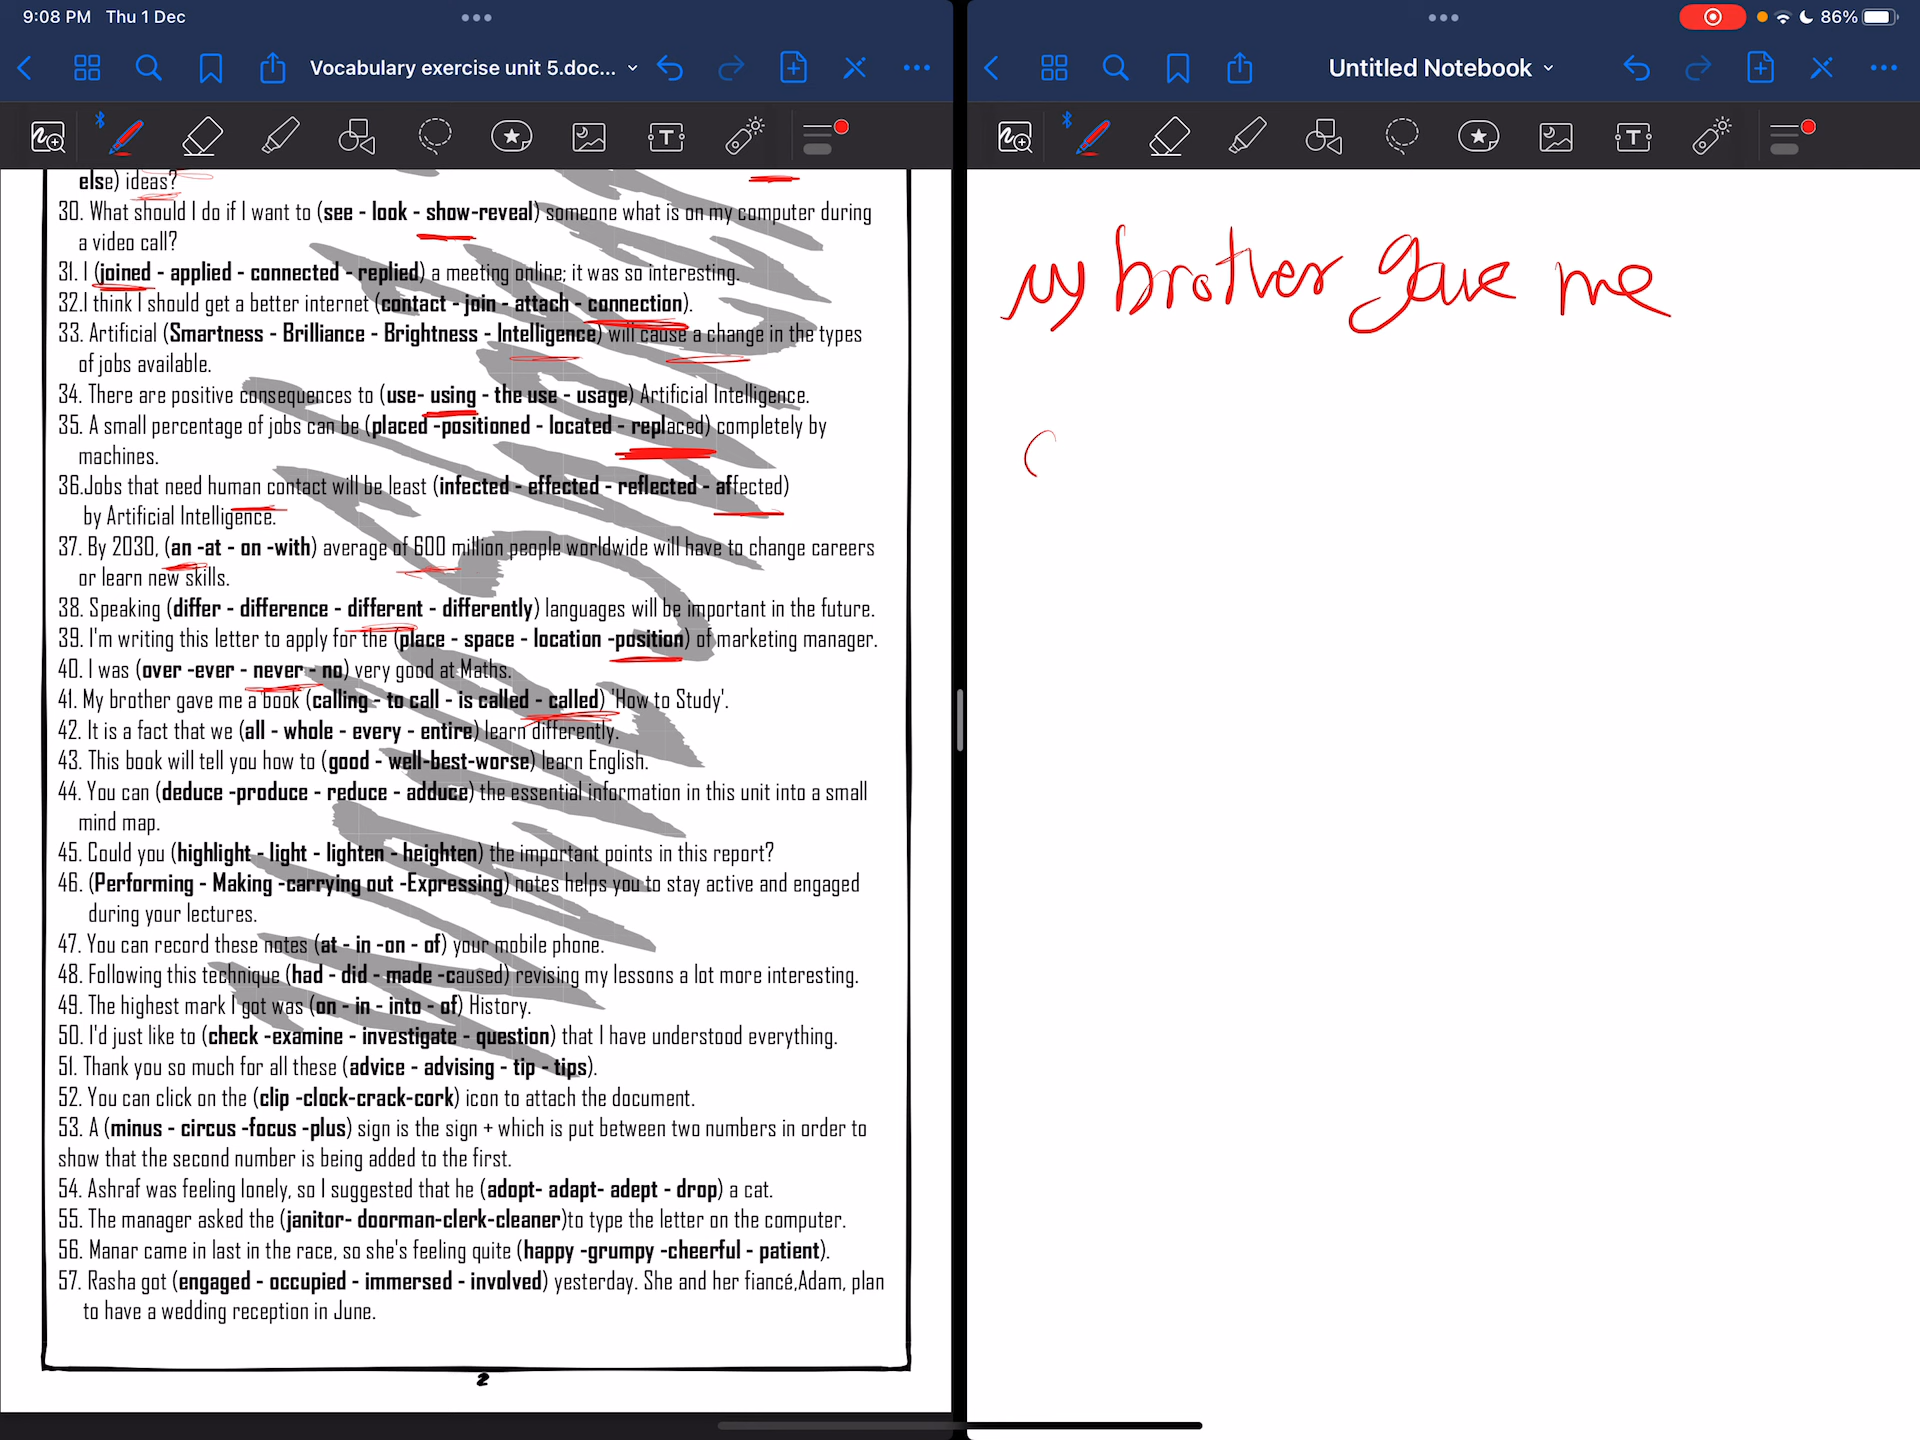 9:08 PM Thu 1 Dec
86%
Vocabulary exercise unit 5.doc...
Untitled Notebook
else) ideas?
30. What should I do if I want to (see - look - show-reveal) someone what is on my computer during
a video call?
31. I (joined - applied - connected - replied) a meeting online; it was so interesting.
32.I think I should get a better internet (contact - join - attach - connection).
33. Artificial (Smartness - Brilliance - Brightness - Intelligence) will cause a change in the types
of jobs available.
34. There are positive consequences to (use- using - the use - usage) Artificial Intelligence.
35. A small percentage of jobs can be (placed -positioned - located - replaced) completely by
machines.
36.Jobs that need human contact will be least (infected - effected - reflected - affected)
by Artificial Intelligence.
37. By 2030, (an -at - on -with) average of 600 million people worldwide will have to change careers
or learn new skills.
38. Speaking (differ - difference - different - differently) languages will be important in the future.
39. I'm writing this letter to apply for the (place - space - location -position) of marketing manager.
40. I was (over -ever - never - no) very good at Maths.
41. My brother gave me a book (calling - to call - is called - called) 'How to Study'.
42. It is a fact that we (all - whole - every - entire) learn differently.
43. This book will tell you how to (good - well-best-worse) learn English.
44. You can (deduce -produce - reduce - adduce) the essential information in this unit into a small
mind map.
45. Could you (highlight - light - lighten - heighten) the important points in this report?
46. (Performing - Making -carrying out -Expressing) notes helps you to stay active and engaged
during your lectures.
47. You can record these notes (at - in -on - of) your mobile phone.
48. Following this technique (had - did - made -caused) revising my lessons a lot more interesting.
49. The highest mark I got was (on - in - into - of) History.
50. I'd just like to (check -examine - investigate - question) that I have understood everything.
51. Thank you so much for all these (advice - advising - tip - tips).
52. You can click on the (clip -clock-crack-cork) icon to attach the document.
53. A (minus - circus -focus -plus) sign is the sign + which is put between two numbers in order to
show that the second number is being added to the first.
54. Ashraf was feeling lonely, so I suggested that he (adopt- adapt- adept - drop) a cat.
55. The manager asked the (janitor- doorman-clerk-cleaner)to type the letter on the computer.
56. Manar came in last in the race, so she's feeling quite (happy -grumpy -cheerful - patient).
57. Rasha got (engaged - occupied - immersed - involved) yesterday. She and her fiancé,Adam, plan
to have a wedding reception in June.
2
my brother gave me